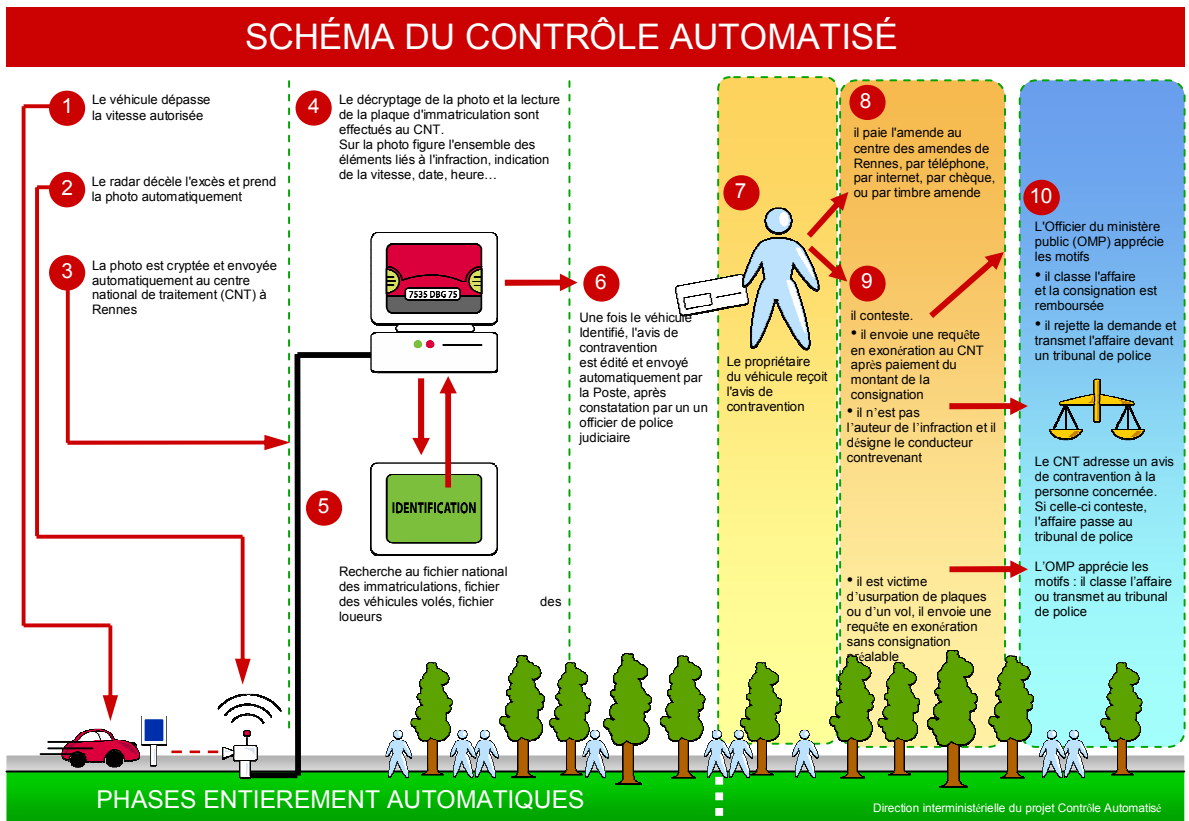 SCHÉMA DU CONTRÔLE AUTOMATISÉ
1
Le véhicule dépasse
la vitesse autorisée
2
Le radar décèle l'excès et prend
la photo automatiquement
3
La photo est cryptée et envoyée
automatiquement au centre
national de traitement (CNT) à
Rennes
4
Le décryptage de la photo et la lecture
de la plaque d'immatriculation sont
effectués au CNT.
Sur la photo figure l'ensemble des
éléments liés à l'infraction, indication
de la vitesse, date, heure…
7535 DBG 75
5
IDENTIFICATION
Recherche au fichier national
des immatriculations, fichier
des véhicules volés, fichier des
loueurs
6
Une fois le véhicule
Identifié, l'avis de
contravention
est édité et envoyé
automatiquement par
la Poste, après
constatation par un un
officier de police
judiciaire
7
Le propriétaire
du véhicule reçoit
l'avis de
contravention
8
il paie l'amende au
centre des amendes de
Rennes, par téléphone,
par internet, par chèque,
ou par timbre amende
9
il conteste.
• il envoie une requête
en exonération au CNT
après paiement du
montant de la
consignation
• il n'est pas
l'auteur de l'infraction et il
désigne le conducteur
contrevenant
• il est victime
d'usurpation de plaques
ou d'un vol, il envoie une
requête en exonération
sans consignation
préalable
10
L'Officier du ministère
public (OMP) apprécie
les motifs
• il classe l'affaire
et la consignation est
remboursée
• il rejette la demande et
transmet l'affaire devant
un tribunal de police
Le CNT adresse un avis
de contravention à la
personne concernée.
Si celle-ci conteste,
l'affaire passe au
tribunal de police
L'OMP apprécie les
motifs : il classe l'affaire
ou transmet au tribunal
de police
PHASES ENTIEREMENT AUTOMATIQUES
Direction interministérielle du projet Contrôle Automatisé